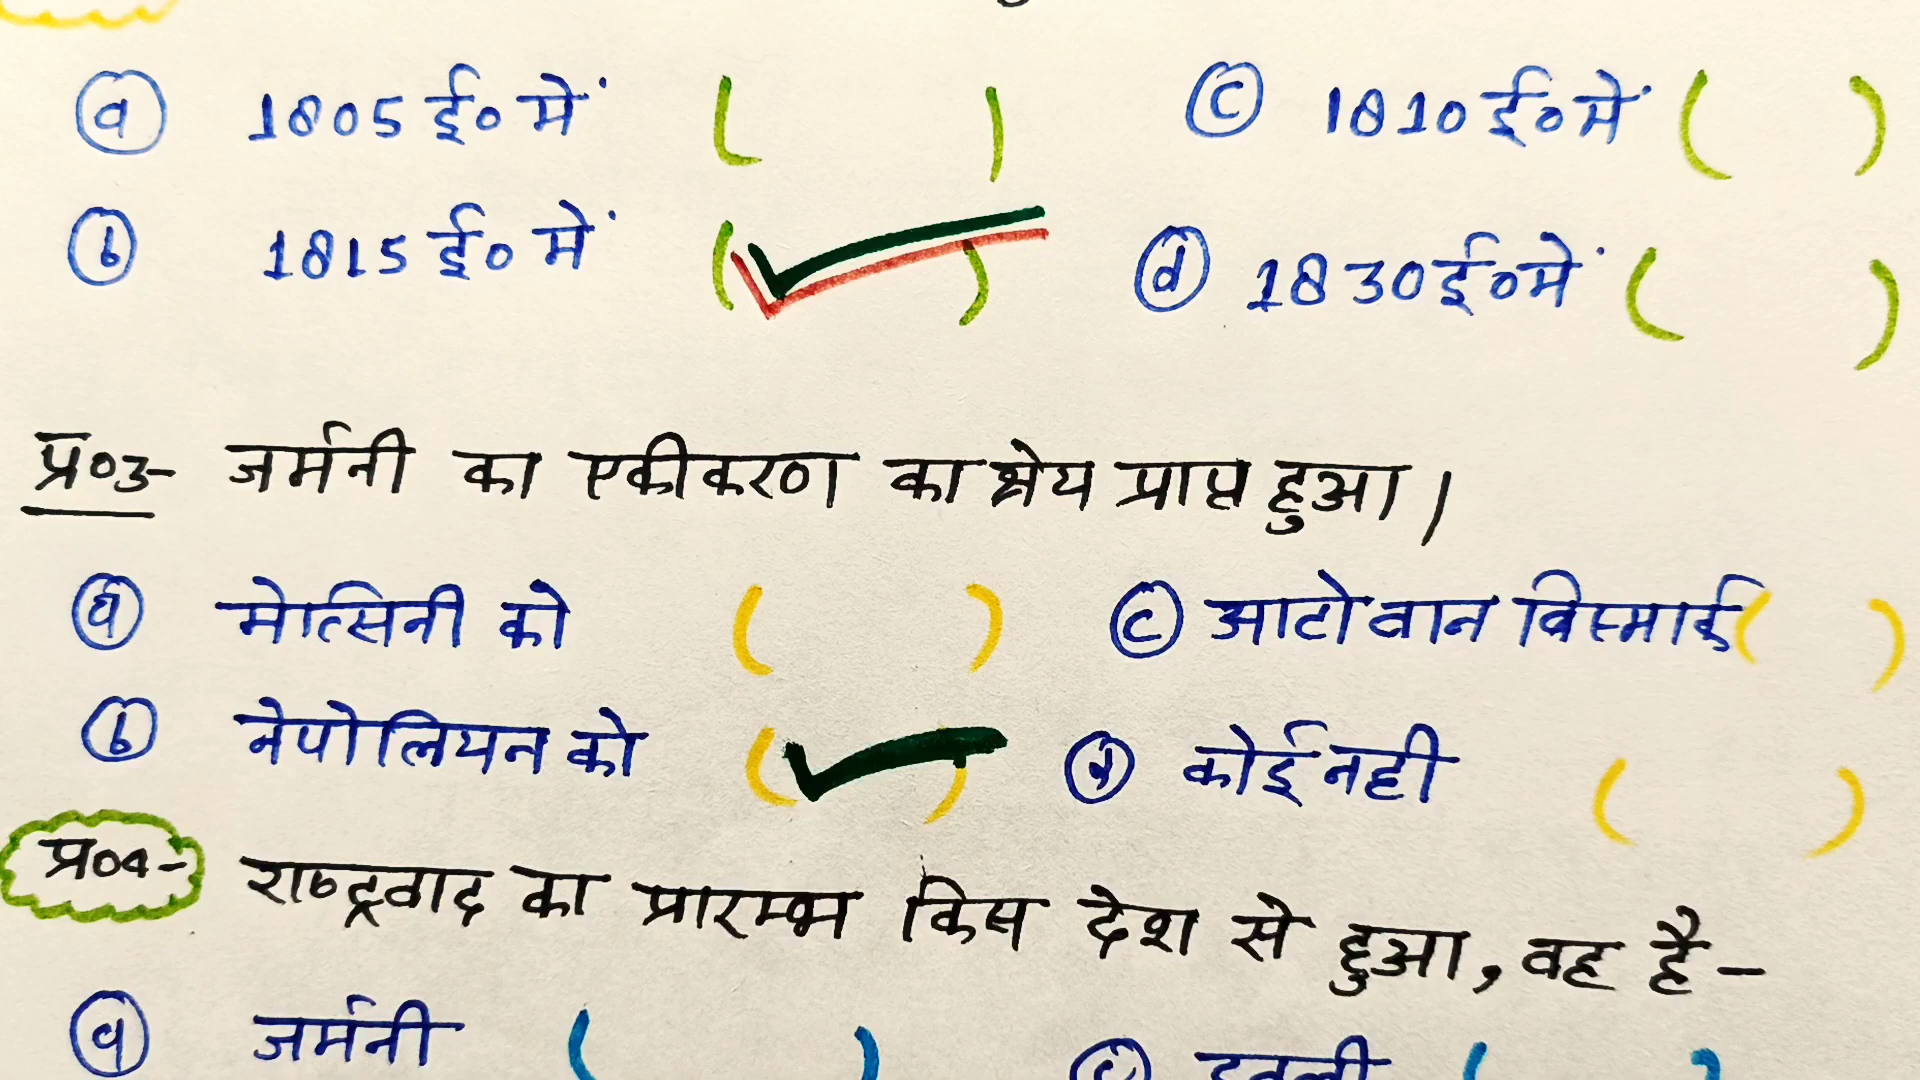 a 1805 ई० में ( ) c 1810 ई० में ( )
b 1815 ई० में (✓) d 1830 ई० में ( )
प्र०3- जर्मनी का एकीकरण का श्रेय प्राप्त हुआ।
a मेत्सिनी को ( ) c आटो वान बिस्मार्क ( )
b नेपोलियन को (✓) d कोई नही ( )
प्र०4- राष्ट्रवाद का प्रारम्भ किस देश से हुआ, वह है-
a जर्मनी ( )